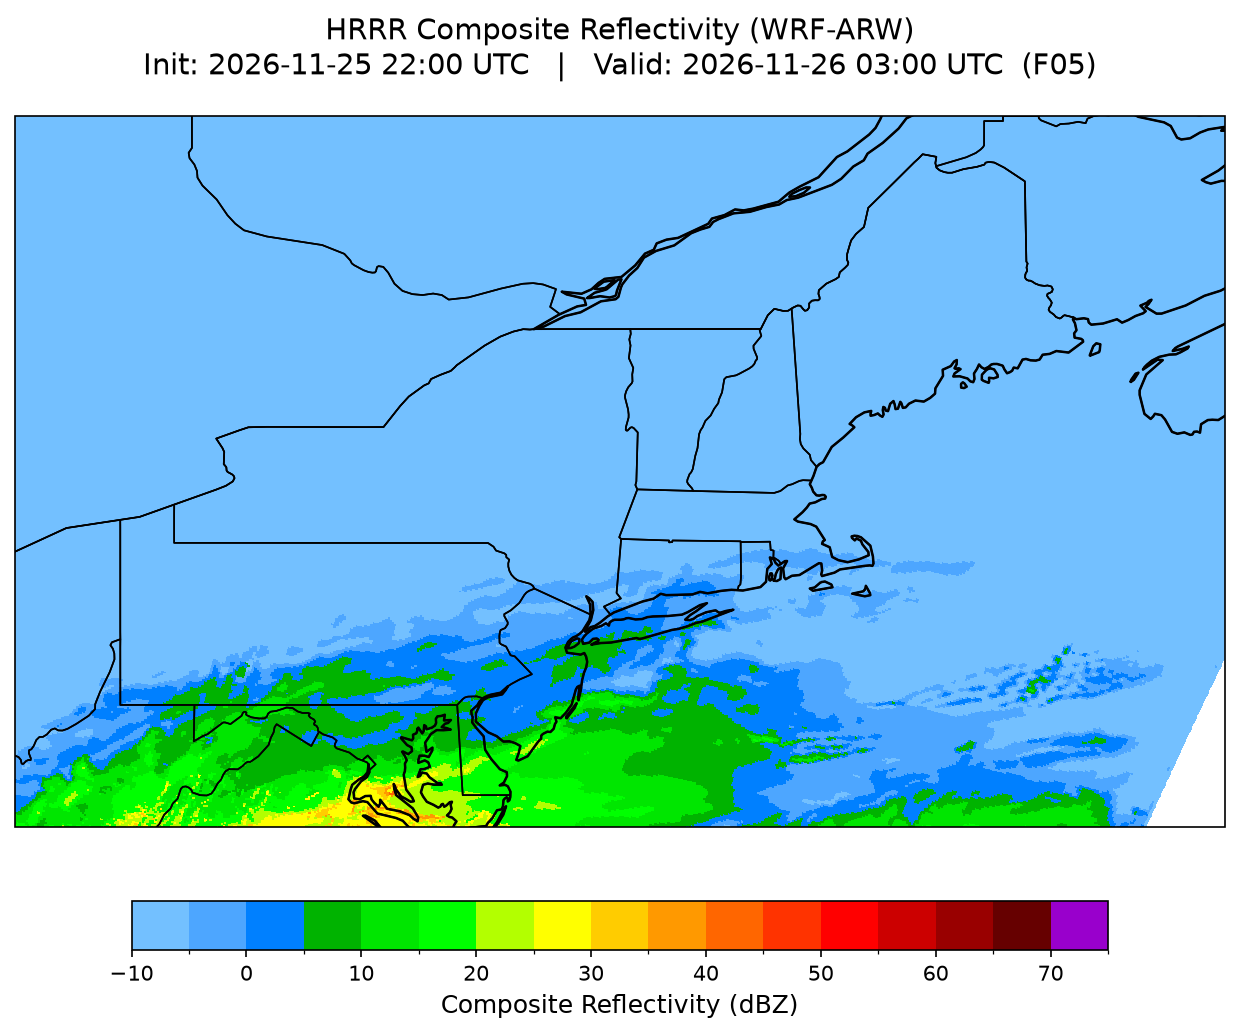 HRRR Composite Reflectivity (WRF-ARW)
Init: 2026-11-25 22:00 UTC | Valid: 2026-11-26 03:00 UTC (F05)
−10 0 10 20 30 40 50 60 70
Composite Reflectivity (dBZ)